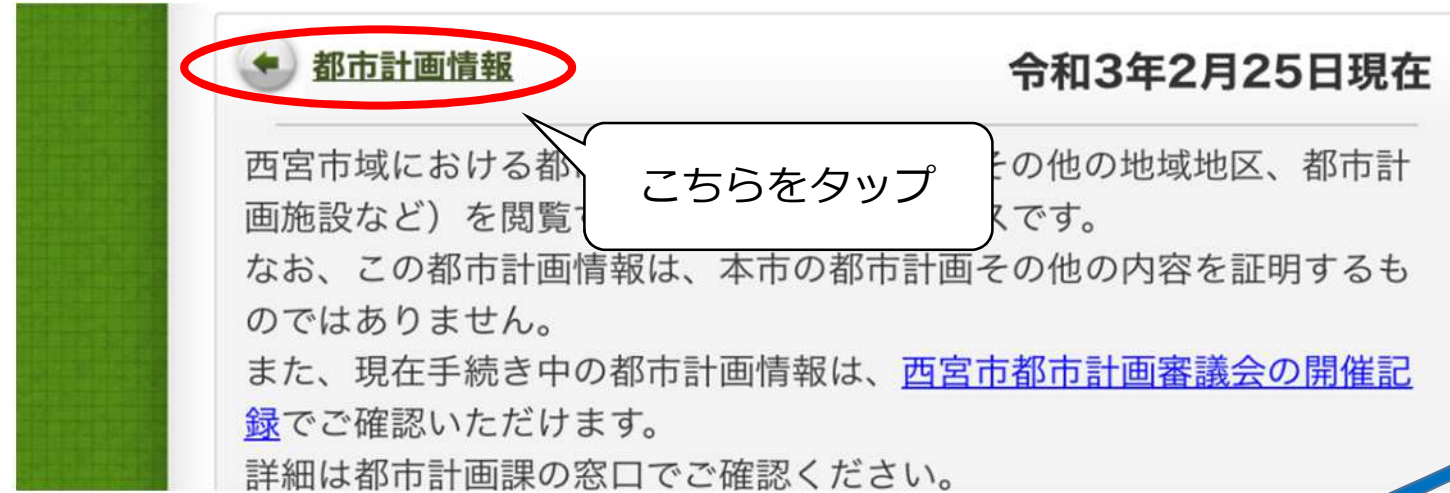 都市計画情報
令和3年2月25日現在
こちらをタップ
西宮市域における都 その他の地域地区、都市計
画施設など）を閲覧 スです。
なお、この都市計画情報は、本市の都市計画その他の内容を証明するも
のではありません。
また、現在手続き中の都市計画情報は、西宮市都市計画審議会の開催記
録でご確認いただけます。
詳細は都市計画課の窓口でご確認ください。